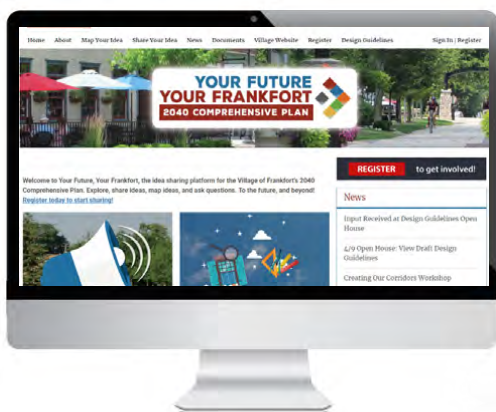 Home About Map Your Idea Share Your Idea News Documents Village Website Register Design Guidelines Sign In | Register
YOUR FUTURE
YOUR FRANKFORT
2040 COMPREHENSIVE PLAN
REGISTER to get involved!
Welcome to Your Future, Your Frankfort, the idea sharing platform for the Village of Frankfort's 2040
Comprehensive Plan. Explore, share ideas, map ideas, and ask questions. To the future, and beyond!
Register today to start sharing!
News
Input Received at Design Guidelines Open
House
4/9 Open House: View Draft Design
Guidelines
Creating Our Corridors Workshop